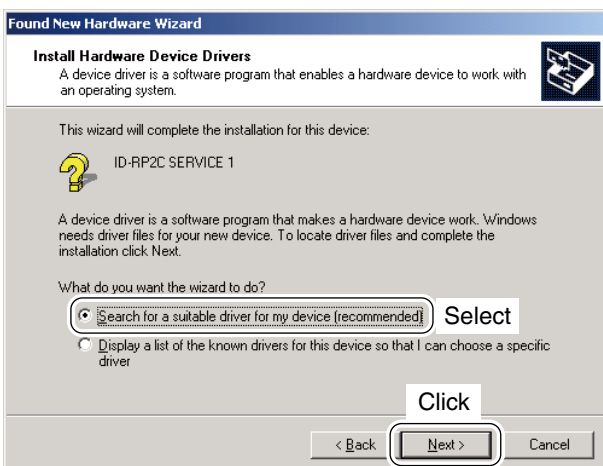 Found New Hardware Wizard
Install Hardware Device Drivers
A device driver is a software program that enables a hardware device to work with
an operating system.
This wizard will complete the installation for this device:
ID-RP2C SERVICE 1
A device driver is a software program that makes a hardware device work. Windows
needs driver files for your new device. To locate driver files and complete the
installation click Next.
What do you want the wizard to do?
Search for a suitable driver for my device (recommended) Select
Display a list of the known drivers for this device so that I can choose a specific
driver
Click
< Back Next > Cancel